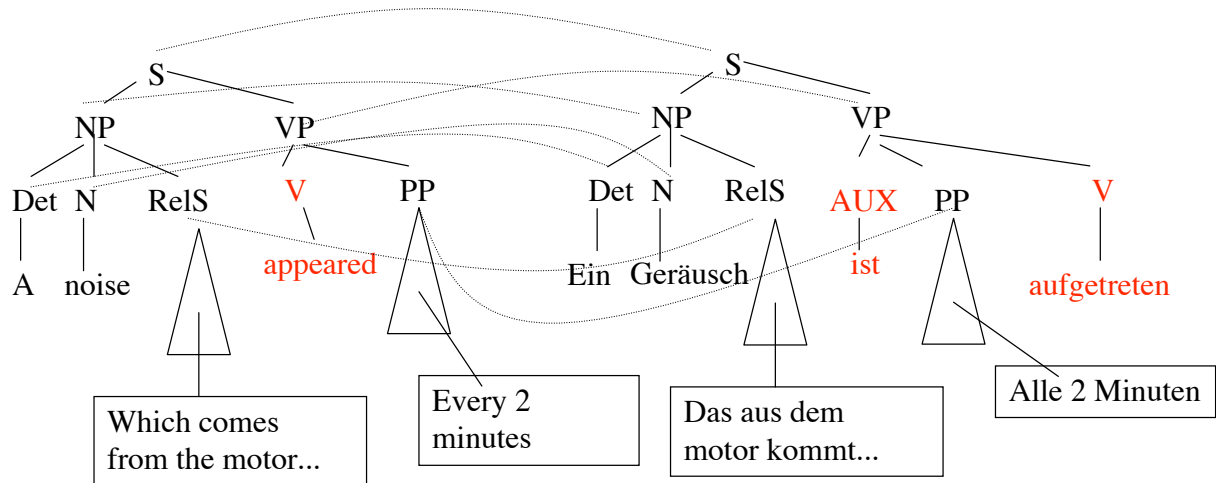 S S
NP VP NP VP
Det N RelS V PP Det N RelS AUX PP V
A noise appeared Ein Geräusch ist aufgetreten
Which comes
from the motor...
Every 2
minutes
Das aus dem
motor kommt...
Alle 2 Minuten